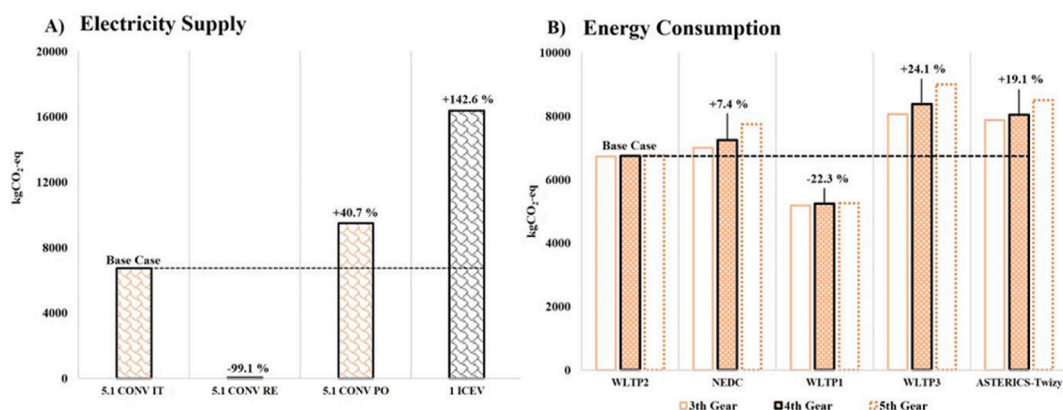 A) Electricity Supply
kgCO2-eq
20000
16000
12000
8000
4000
0
Base Case
-99.1 %
+40.7 %
+142.6 %
5.1 CONV IT
5.1 CONV RE
5.1 CONV PO
1 ICEV
B) Energy Consumption
kgCO2-eq
10000
8000
6000
4000
2000
0
Base Case
+7.4 %
-22.3 %
+24.1 %
+19.1 %
WLTP2
NEDC
WLTP1
WLTP3
ASTERICS-Twizy
3th Gear
4th Gear
5th Gear